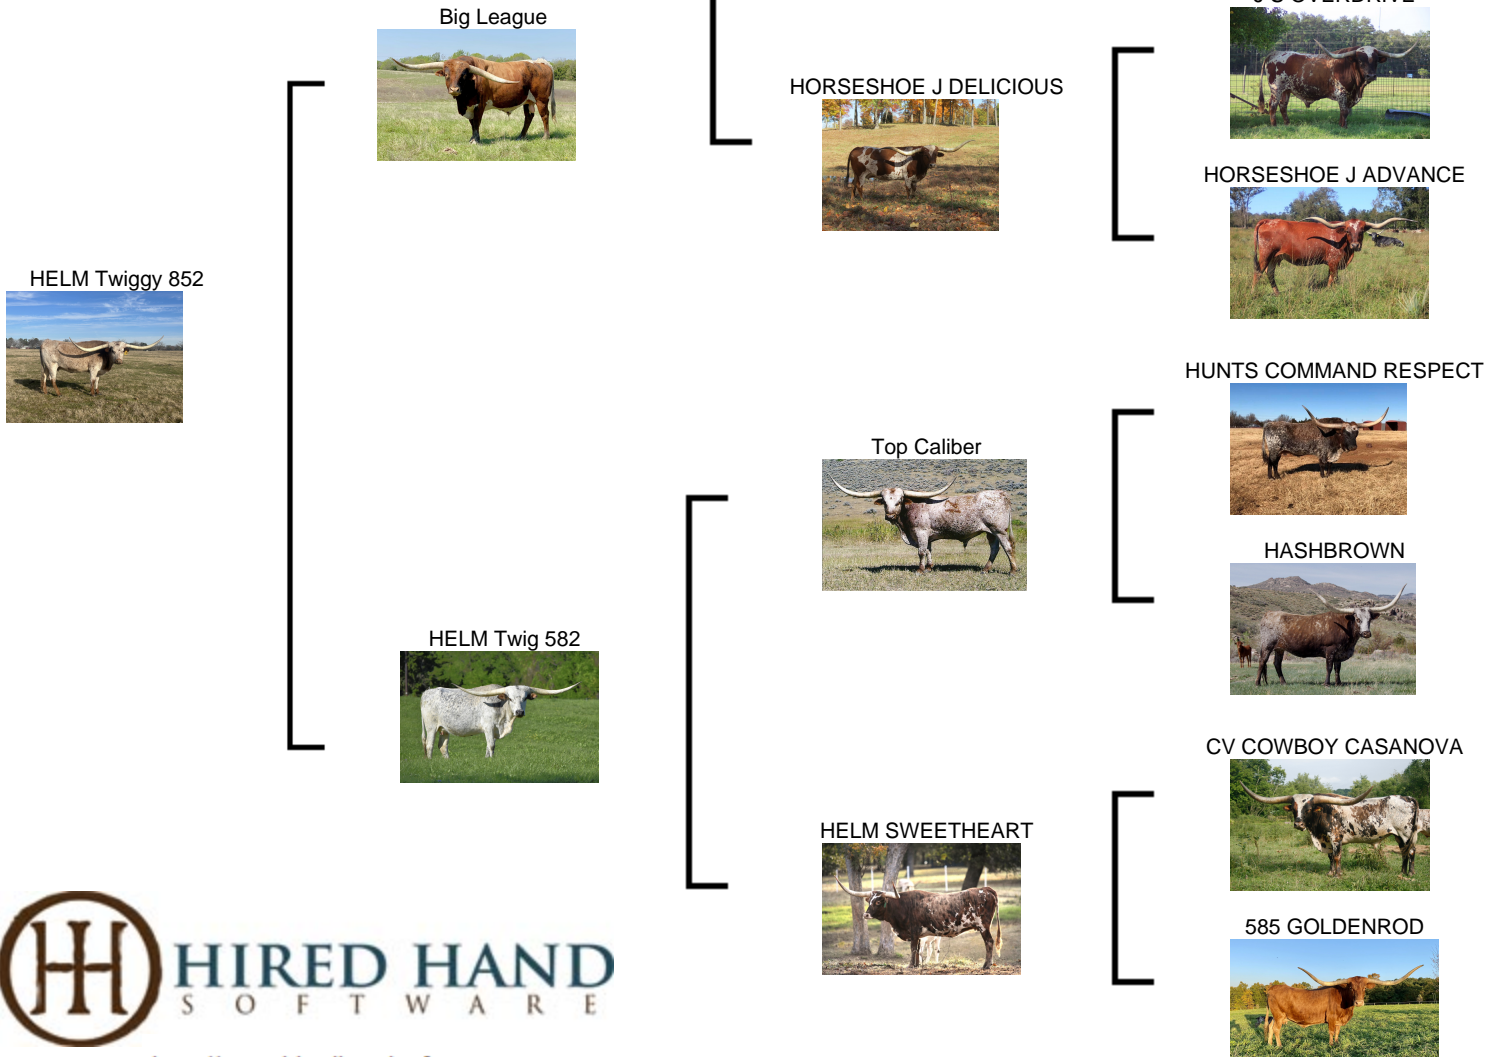 Big League
HORSESHOE J DELICIOUS
HORSESHOE J ADVANCE
HELM Twiggy 852
HUNTS COMMAND RESPECT
Top Caliber
HASHBROWN
HELM Twig 582
CV COWBOY CASANOVA
HELM SWEETHEART
585 GOLDENROD
HIRED HAND
SOFTWARE